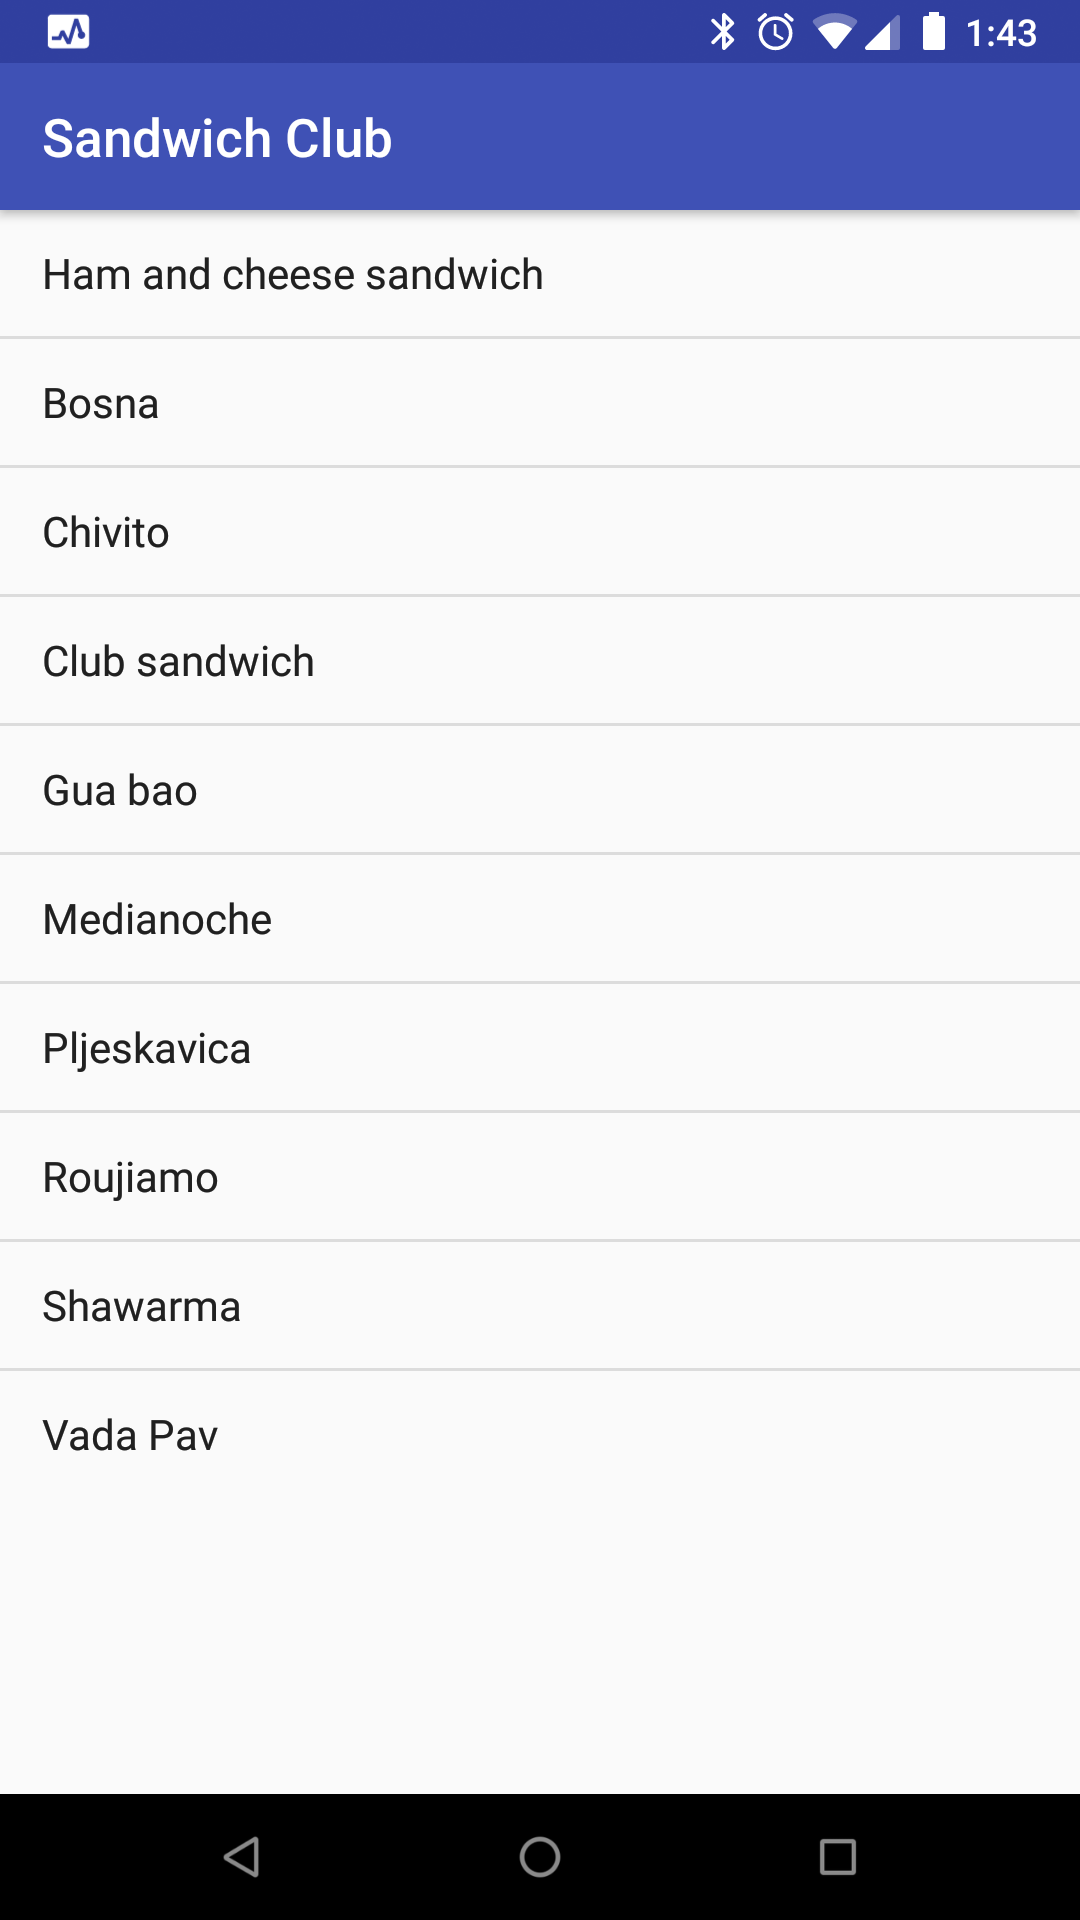 1:43
Sandwich Club
Ham and cheese sandwich
Bosna
Chivito
Club sandwich
Gua bao
Medianoche
Pljeskavica
Roujiamo
Shawarma
Vada Pav